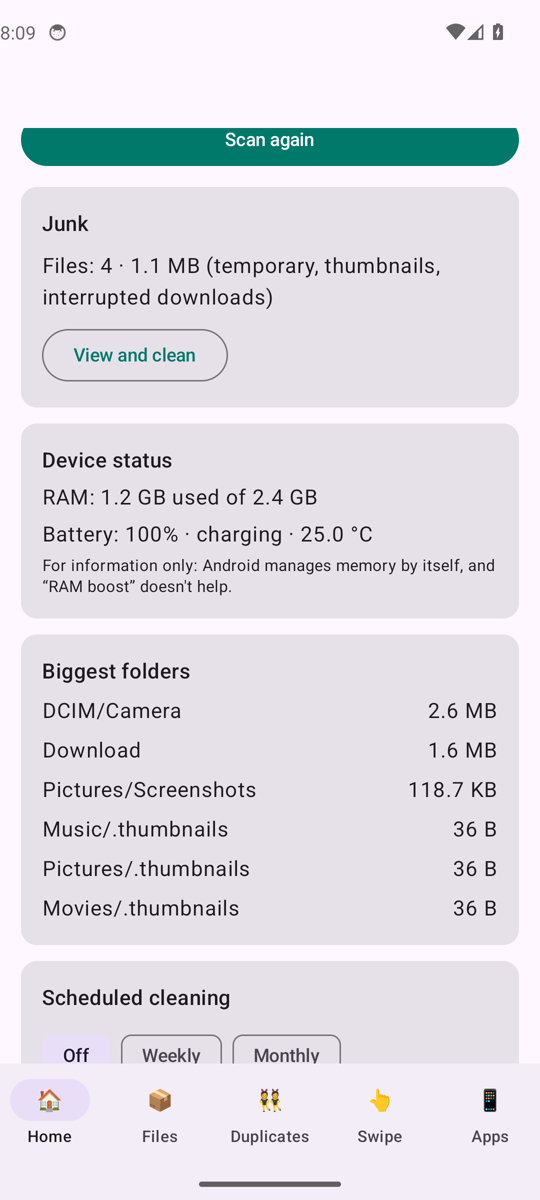 8:09
Scan again
Junk
Files: 4 · 1.1 MB (temporary, thumbnails,
interrupted downloads)
View and clean
Device status
RAM: 1.2 GB used of 2.4 GB
Battery: 100% · charging · 25.0 °C
For information only: Android manages memory by itself, and
“RAM boost” doesn't help.
Biggest folders
DCIM/Camera 2.6 MB
Download 1.6 MB
Pictures/Screenshots 118.7 KB
Music/.thumbnails 36 B
Pictures/.thumbnails 36 B
Movies/.thumbnails 36 B
Scheduled cleaning
Off Weekly Monthly
Home Files Duplicates Swipe Apps